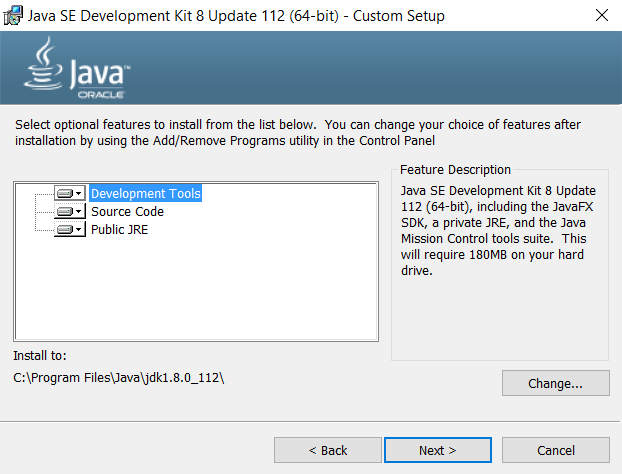 Java SE Development Kit 8 Update 112 (64-bit) - Custom Setup
Java™
ORACLE
Select optional features to install from the list below.  You can change your choice of features after
installation by using the Add/Remove Programs utility in the Control Panel
Development Tools
Source Code
Public JRE
Feature Description
Java SE Development Kit 8 Update
112 (64-bit), including the JavaFX
SDK, a private JRE, and the Java
Mission Control tools suite.  This
will require 180MB on your hard
drive.
Install to:
C:\Program Files\Java\jdk1.8.0_112\
Change...
< Back
Next >
Cancel